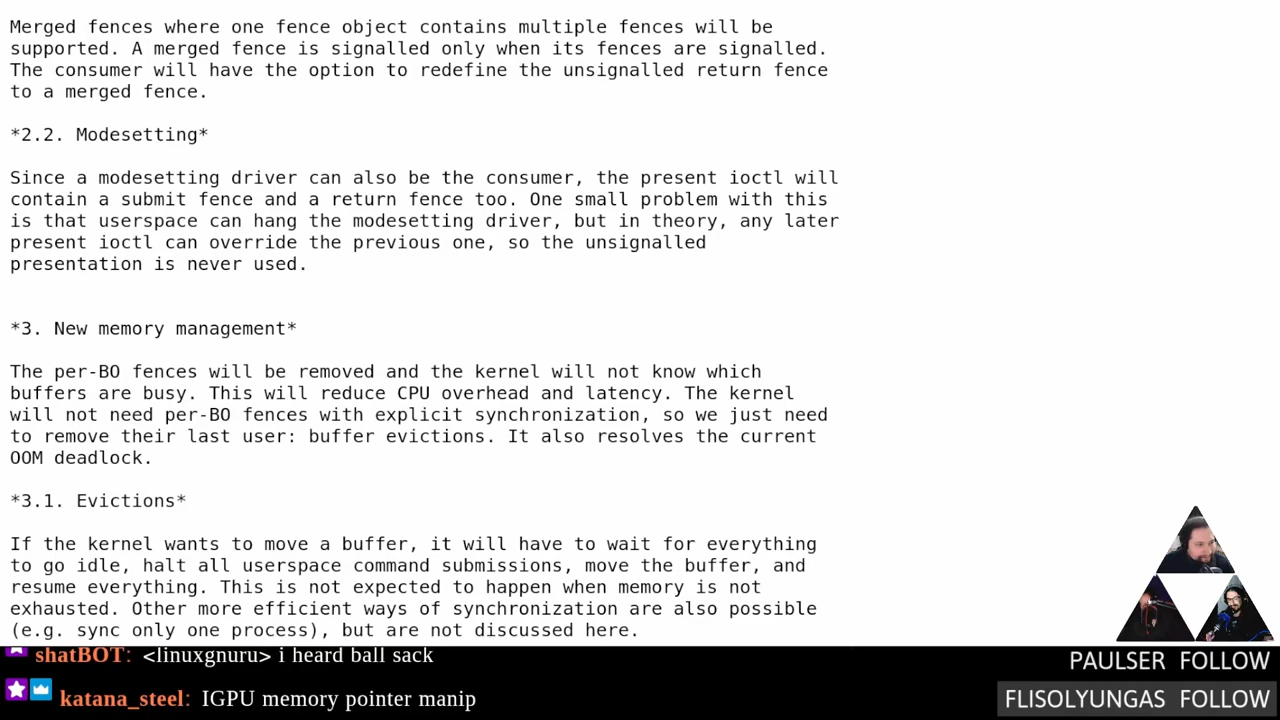 Merged fences where one fence object contains multiple fences will be
supported. A merged fence is signalled only when its fences are signalled.
The consumer will have the option to redefine the unsignalled return fence
to a merged fence.
*2.2. Modesetting*
Since a modesetting driver can also be the consumer, the present ioctl will
contain a submit fence and a return fence too. One small problem with this
is that userspace can hang the modesetting driver, but in theory, any later
present ioctl can override the previous one, so the unsignalled
presentation is never used.
*3. New memory management*
The per-BO fences will be removed and the kernel will not know which
buffers are busy. This will reduce CPU overhead and latency. The kernel
will not need per-BO fences with explicit synchronization, so we just need
to remove their last user: buffer evictions. It also resolves the current
OOM deadlock.
*3.1. Evictions*
If the kernel wants to move a buffer, it will have to wait for everything
to go idle, halt all userspace command submissions, move the buffer, and
resume everything. This is not expected to happen when memory is not
exhausted. Other more efficient ways of synchronization are also possible
(e.g. sync only one process), but are not discussed here.
shatBOT: <linuxgnuru> i heard ball sack
katana_steel: IGPU memory pointer manip
PAULSER FOLLOW
FLISOLYUNGAS FOLLOW